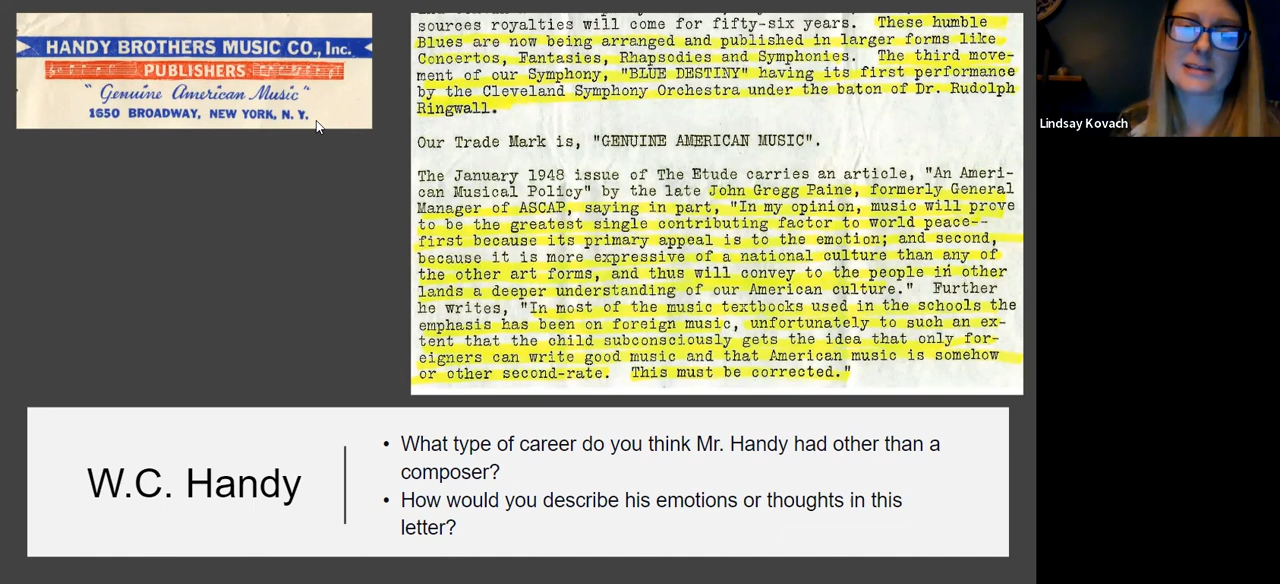 HANDY BROTHERS MUSIC CO., Inc.
PUBLISHERS
"Genuine American Music"
1650 BROADWAY, NEW YORK, N. Y.
sources royalties will come for fifty-six years. These humble
Blues are now being arranged and published in larger forms like
Concertos, Fantasies, Rhapsodies and Symphonies. The third move-
ment of our Symphony, "BLUE DESTINY" having its first performance
by the Cleveland Symphony Orchestra under the baton of Dr. Rudolph
Ringwall.
Our Trade Mark is, "GENUINE AMERICAN MUSIC".
The January 1948 issue of The Etude carries an article, "An Ameri-
can Musical Policy" by the late John Gregg Paine, formerly General
Manager of ASCAP, saying in part, "In my opinion, music will prove
to be the greatest single contributing factor to world peace--
first because its primary appeal is to the emotion; and second,
because it is more expressive of a national culture than any of
the other art forms, and thus will convey to the people in other
lands a deeper understanding of our American culture." Further
he writes, "In most of the music textbooks used in the schools the
emphasis has been on foreign music, unfortunately to such an ex-
tent that the child subconsciously gets the idea that only for-
eigners can write good music and that American music is somehow
or other second-rate. This must be corrected."
W.C. Handy
• What type of career do you think Mr. Handy had other than a
composer?
• How would you describe his emotions or thoughts in this
letter?
Lindsay Kovach